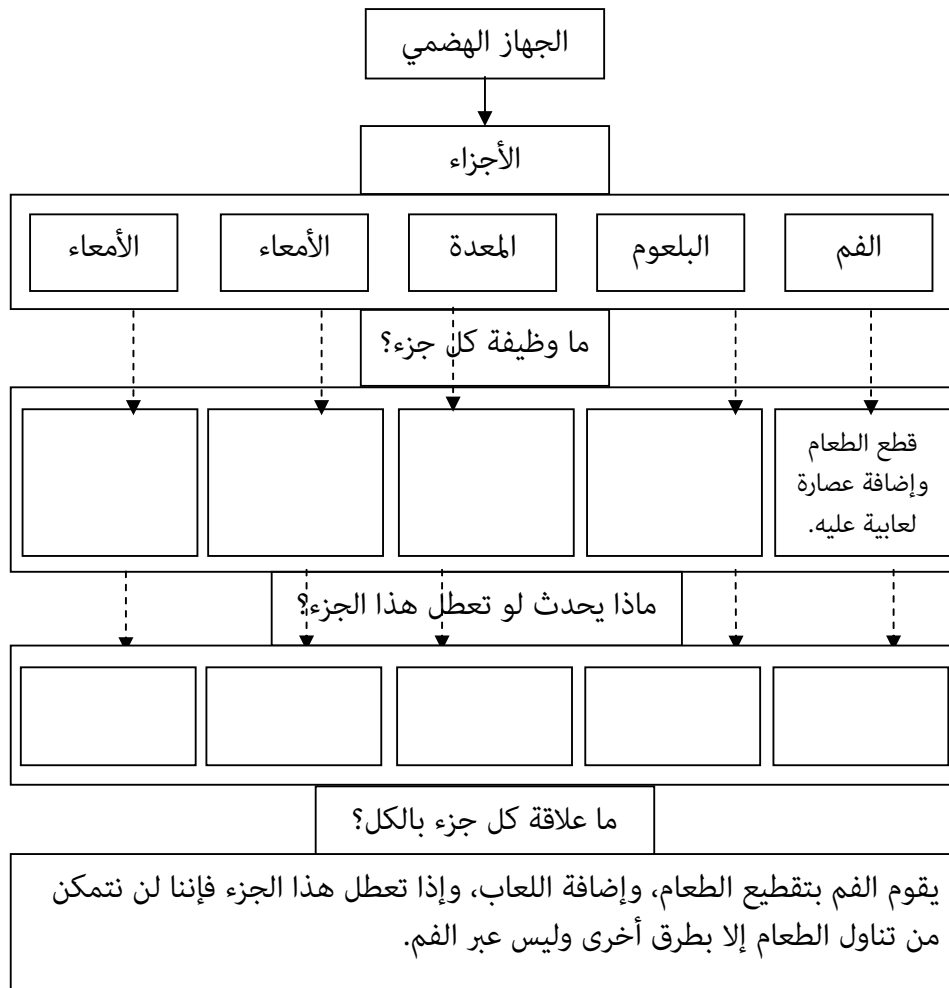 الجهاز الهضمي
الأجزاء
الفم
البلعوم
المعدة
الأمعاء
الأمعاء
ما وظيفة كل جزء؟
قطع الطعام
وإضافة عصارة
لعابية عليه.
ماذا يحدث لو تعطل هذا الجزء؟
ما علاقة كل جزء بالكل؟
يقوم الفم بتقطيع الطعام، وإضافة اللعاب، وإذا تعطل هذا الجزء فإننا لن نتمكن
من تناول الطعام إلا بطرق أخرى وليس عبر الفم.